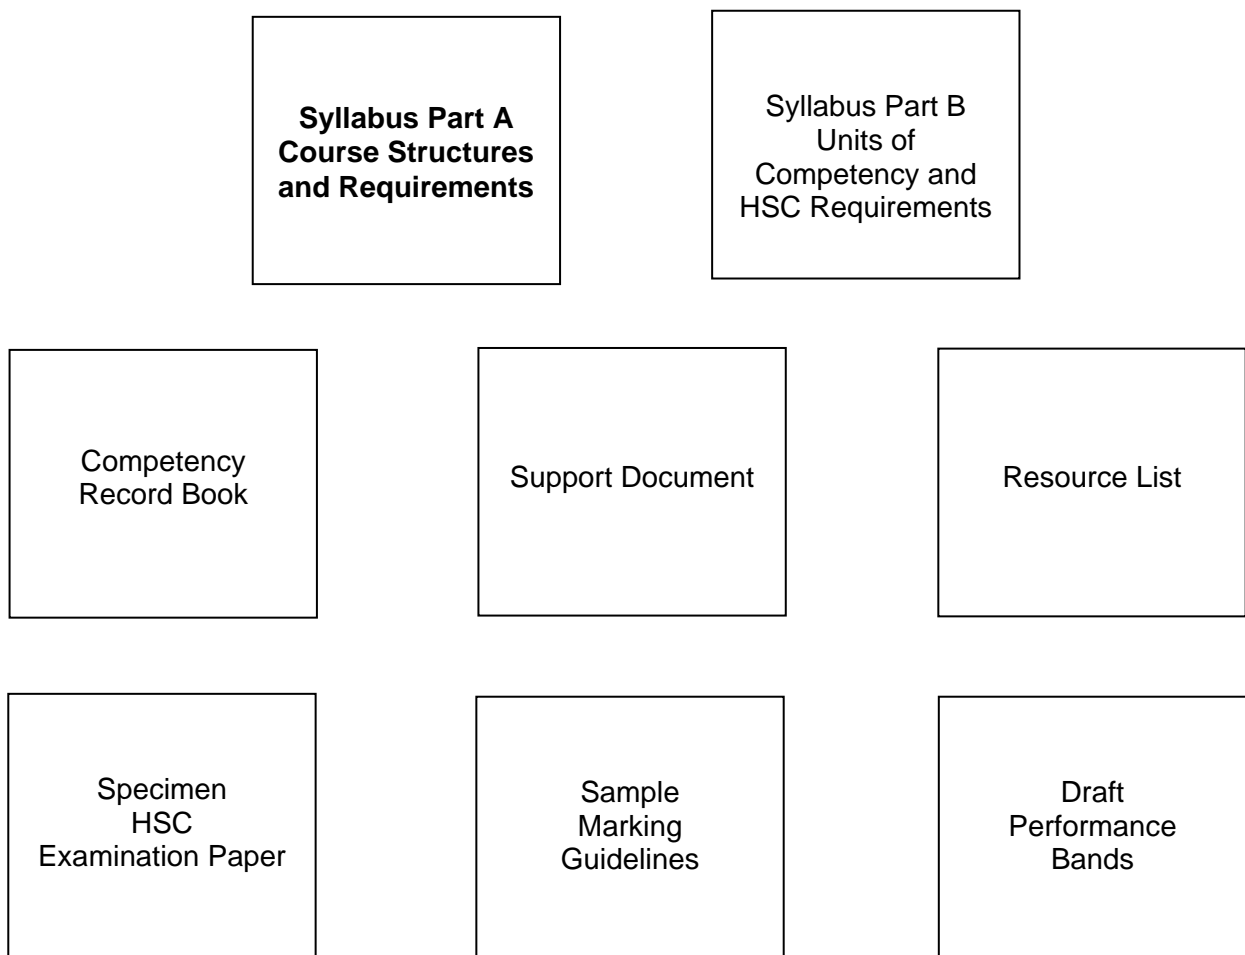 Syllabus Part A
Course Structures
and Requirements
Syllabus Part B
Units of
Competency and
HSC Requirements
Competency
Record Book
Support Document
Resource List
Specimen
HSC
Examination Paper
Sample
Marking
Guidelines
Draft
Performance
Bands